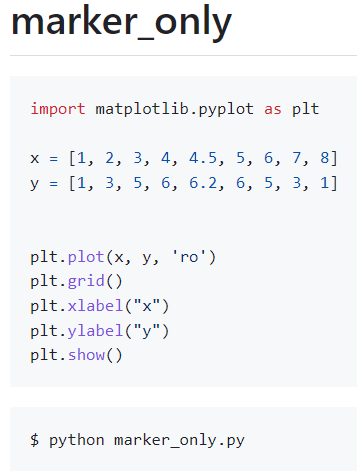 marker_only
import matplotlib.pyplot as plt
x = [1, 2, 3, 4, 4.5, 5, 6, 7, 8]
y = [1, 3, 5, 6, 6.2, 6, 5, 3, 1]
plt.plot(x, y, 'ro')
plt.grid()
plt.xlabel("x")
plt.ylabel("y")
plt.show()
$ python marker_only.py